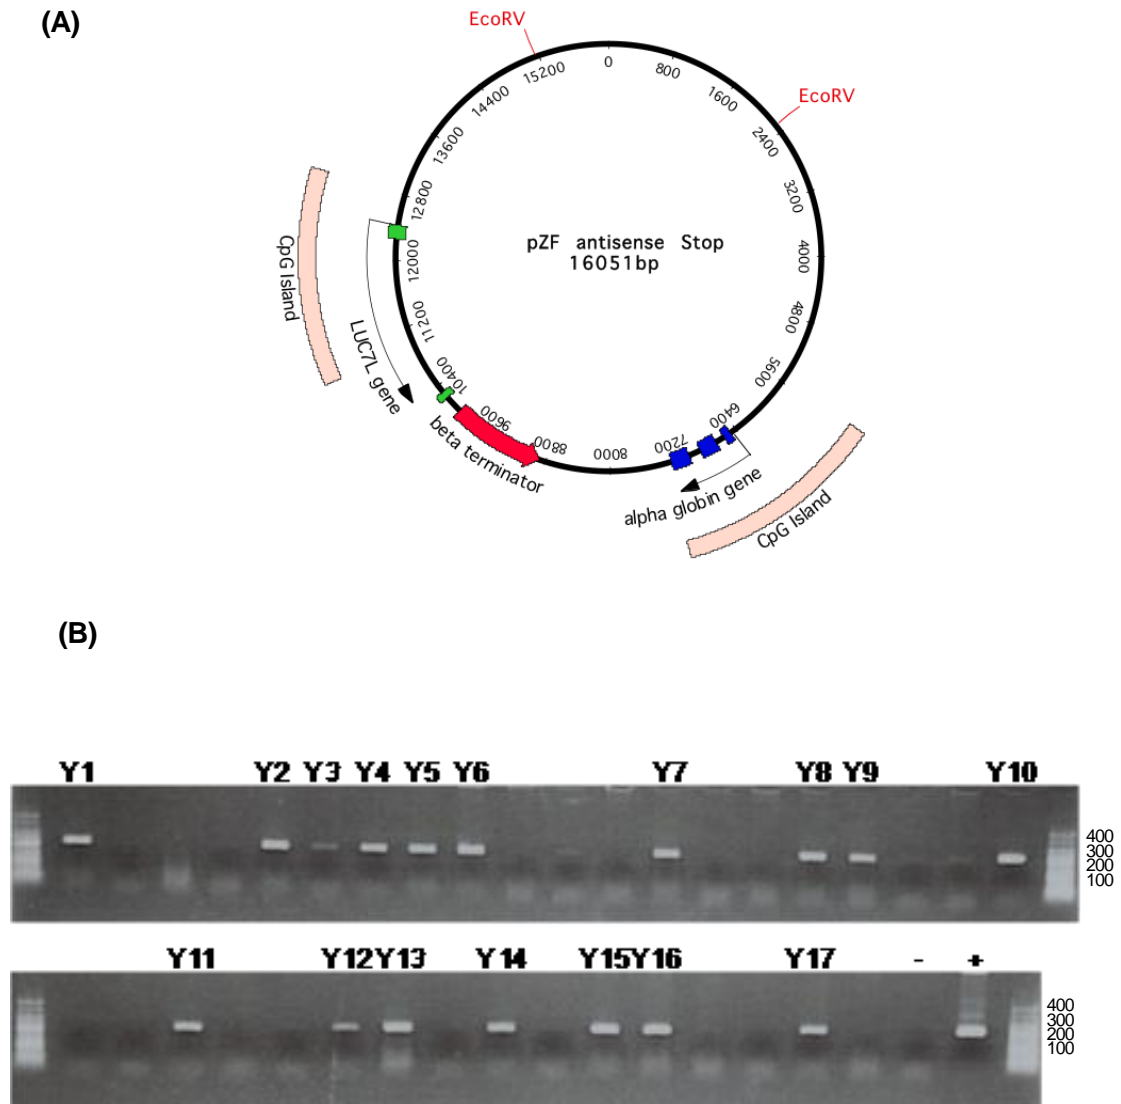 (A)
EcoRV
EcoRV
0
800
1600
2400
3200
4000
4800
5600
6400
7200
8000
8800
9600
10400
11200
12000
12800
13600
14400
15200
pZF antisense Stop
16051bp
CpG Island
LUC7L gene
beta terminator
alpha globin gene
CpG Island
(B)
Y1 Y2 Y3 Y4 Y5 Y6 Y7 Y8 Y9 Y10
400
300
200
100
Y11 Y12 Y13 Y14 Y15 Y16 Y17 - +
400
300
200
100